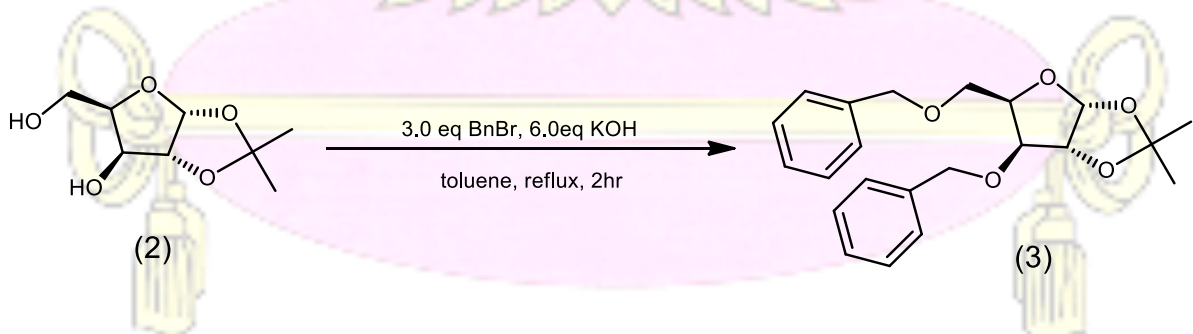 O
O
HO
HO
O
(2)
3.0 eq BnBr, 6.0eq KOH
toluene, reflux, 2hr
O
O
O
O
O
(3)